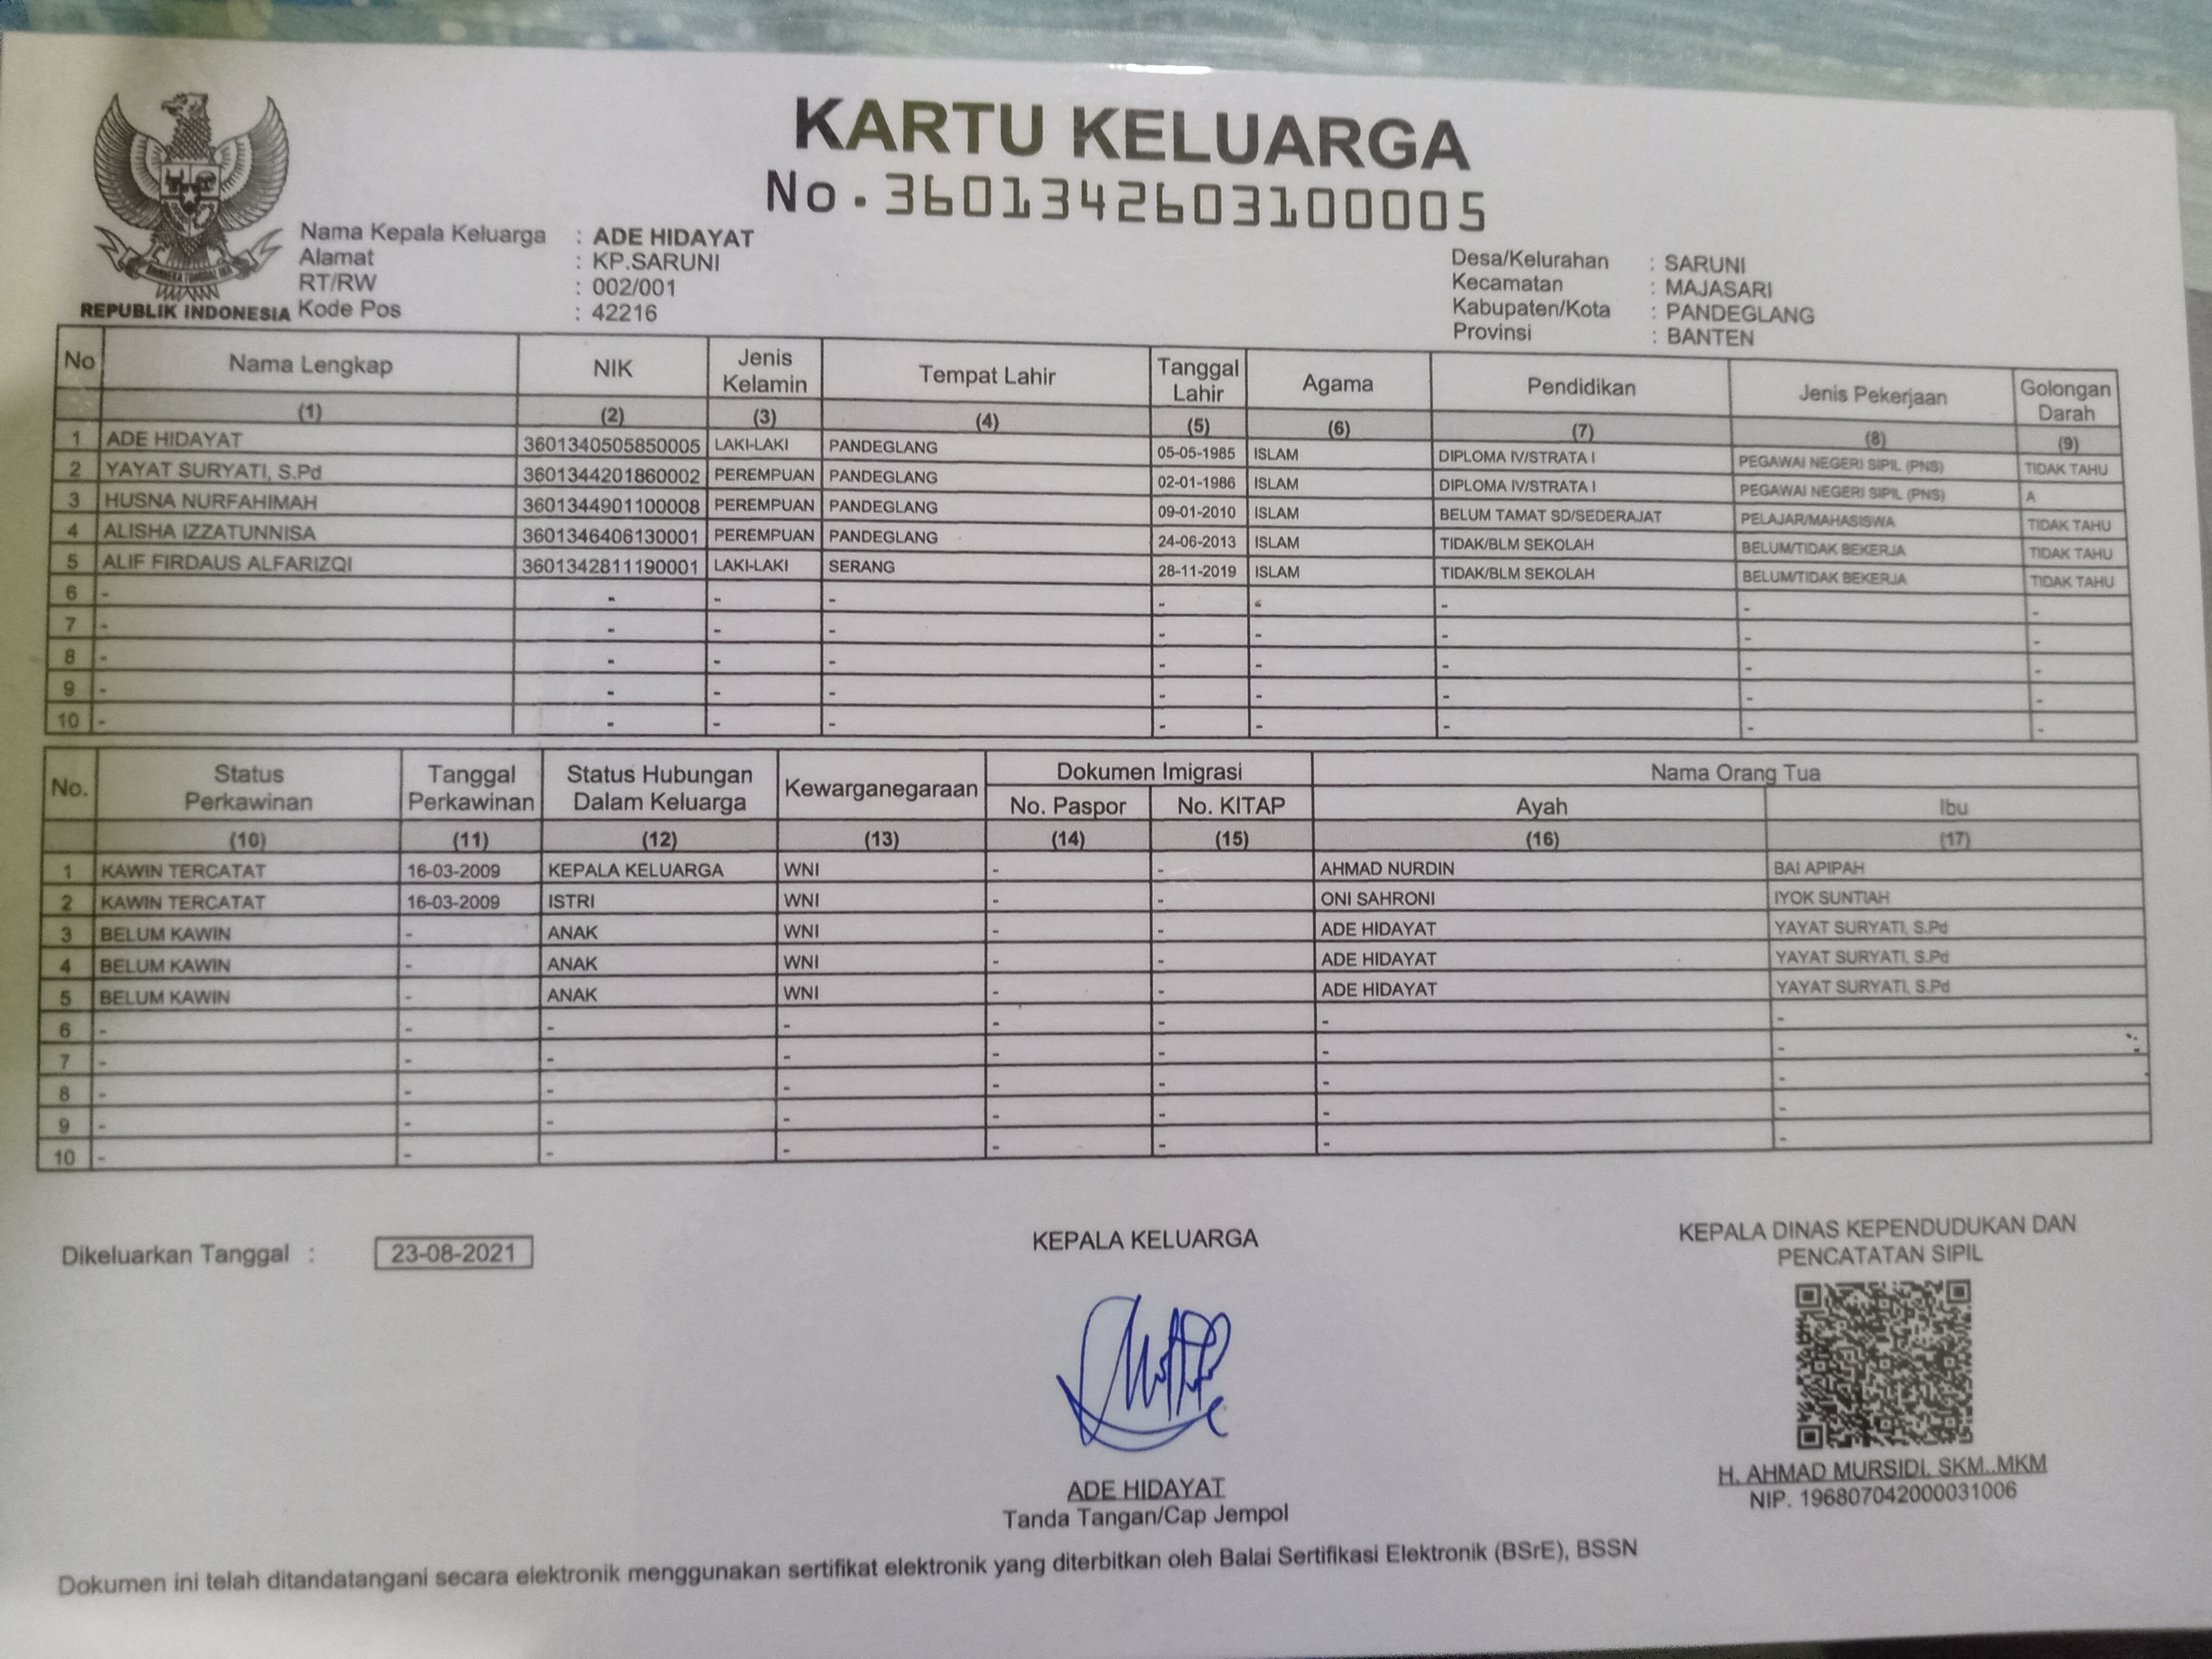 KARTU KELUARGA
No.3601342603100005
REPUBLIK INDONESIA
Nama Kepala Keluarga : ADE HIDAYAT
Alamat : KP.SARUNI
RT/RW : 002/001
Kode Pos : 42216
Desa/Kelurahan : SARUNI
Kecamatan : MAJASARI
Kabupaten/Kota : PANDEGLANG
Provinsi : BANTEN
No Nama Lengkap NIK Jenis Kelamin Tempat Lahir Tanggal Lahir Agama Pendidikan Jenis Pekerjaan Golongan Darah
(1) (2) (3) (4) (5) (6) (7) (8) (9)
1 ADE HIDAYAT 3601340505850005 LAKI-LAKI PANDEGLANG 05-05-1985 ISLAM DIPLOMA IV/STRATA I PEGAWAI NEGERI SIPIL (PNS) TIDAK TAHU
2 YAYAT SURYATI, S.Pd 3601344201860002 PEREMPUAN PANDEGLANG 02-01-1986 ISLAM DIPLOMA IV/STRATA I PEGAWAI NEGERI SIPIL (PNS) A
3 HUSNA NURFAHIMAH 3601344901100008 PEREMPUAN PANDEGLANG 09-01-2010 ISLAM BELUM TAMAT SD/SEDERAJAT PELAJAR/MAHASISWA TIDAK TAHU
4 ALISHA IZZATUNNISA 3601346406130001 PEREMPUAN PANDEGLANG 24-06-2013 ISLAM TIDAK/BLM SEKOLAH BELUM/TIDAK BEKERJA TIDAK TAHU
5 ALIF FIRDAUS ALFARIZQI 3601342811190001 LAKI-LAKI SERANG 28-11-2019 ISLAM TIDAK/BLM SEKOLAH BELUM/TIDAK BEKERJA TIDAK TAHU
6 - - - - - - - - -
7 - - - - - - - - -
8 - - - - - - - - -
9 - - - - - - - - -
10 - - - - - - - - -
No. Status Perkawinan Tanggal Perkawinan Status Hubungan Dalam Keluarga Kewarganegaraan Dokumen Imigrasi Nama Orang Tua
No. Paspor No. KITAP Ayah Ibu
(10) (11) (12) (13) (14) (15) (16) (17)
1 KAWIN TERCATAT 16-03-2009 KEPALA KELUARGA WNI - - AHMAD NURDIN BAI APIPAH
2 KAWIN TERCATAT 16-03-2009 ISTRI WNI - - ONI SAHRONI IYOK SUNTIAH
3 BELUM KAWIN - ANAK WNI - - ADE HIDAYAT YAYAT SURYATI, S.Pd
4 BELUM KAWIN - ANAK WNI - - ADE HIDAYAT YAYAT SURYATI, S.Pd
5 BELUM KAWIN - ANAK WNI - - ADE HIDAYAT YAYAT SURYATI, S.Pd
6 - - - - - - - -
7 - - - - - - - -
8 - - - - - - - -
9 - - - - - - - -
10 - - - - - - - -
Dikeluarkan Tanggal : 23-08-2021
KEPALA KELUARGA
ADE HIDAYAT
Tanda Tangan/Cap Jempol
KEPALA DINAS KEPENDUDUKAN DAN
PENCATATAN SIPIL
H. AHMAD MURSIDI, SKM.,MKM
NIP. 196807042000031006
Dokumen ini telah ditandatangani secara elektronik menggunakan sertifikat elektronik yang diterbitkan oleh Balai Sertifikasi Elektronik (BSrE), BSSN